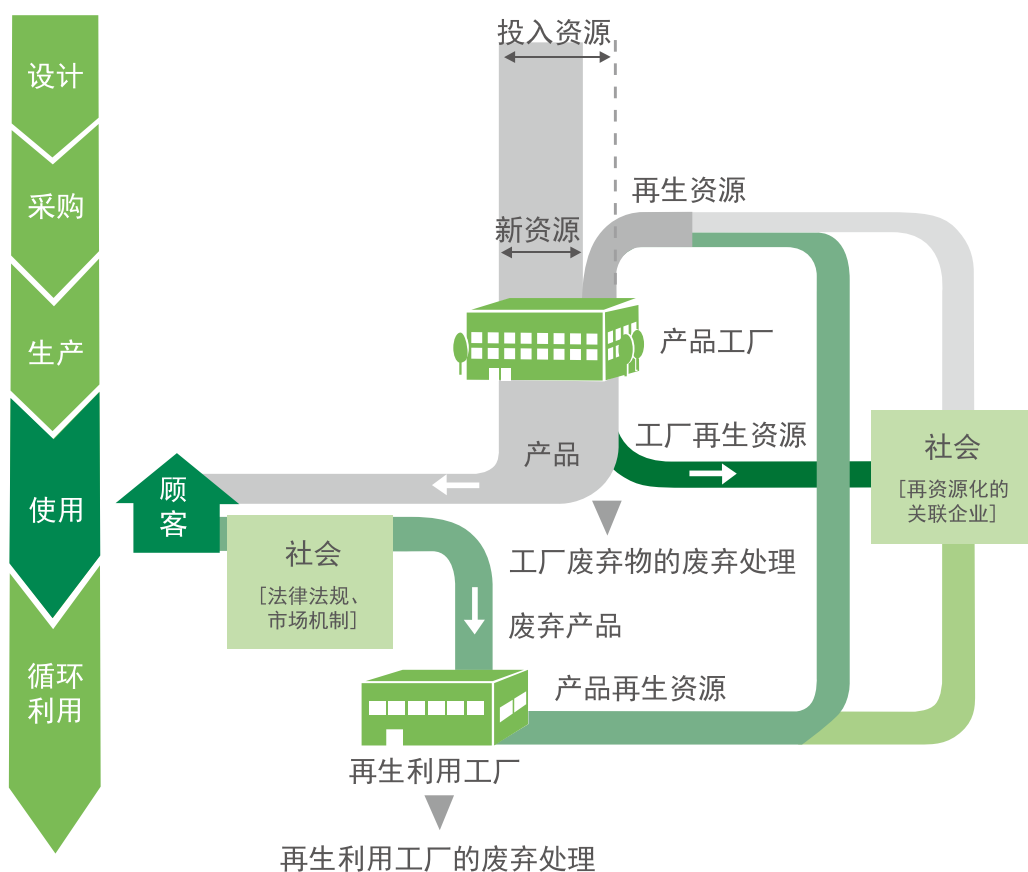 设计
采购
生产
使用
循环
利用
投入资源
再生资源
新资源
产品工厂
工厂再生资源
产品
社会
[再资源化的
关联企业]
顾
客
工厂废弃物的废弃处理
社会
[法律法规、
市场机制]
废弃产品
产品再生资源
再生利用工厂
再生利用工厂的废弃处理